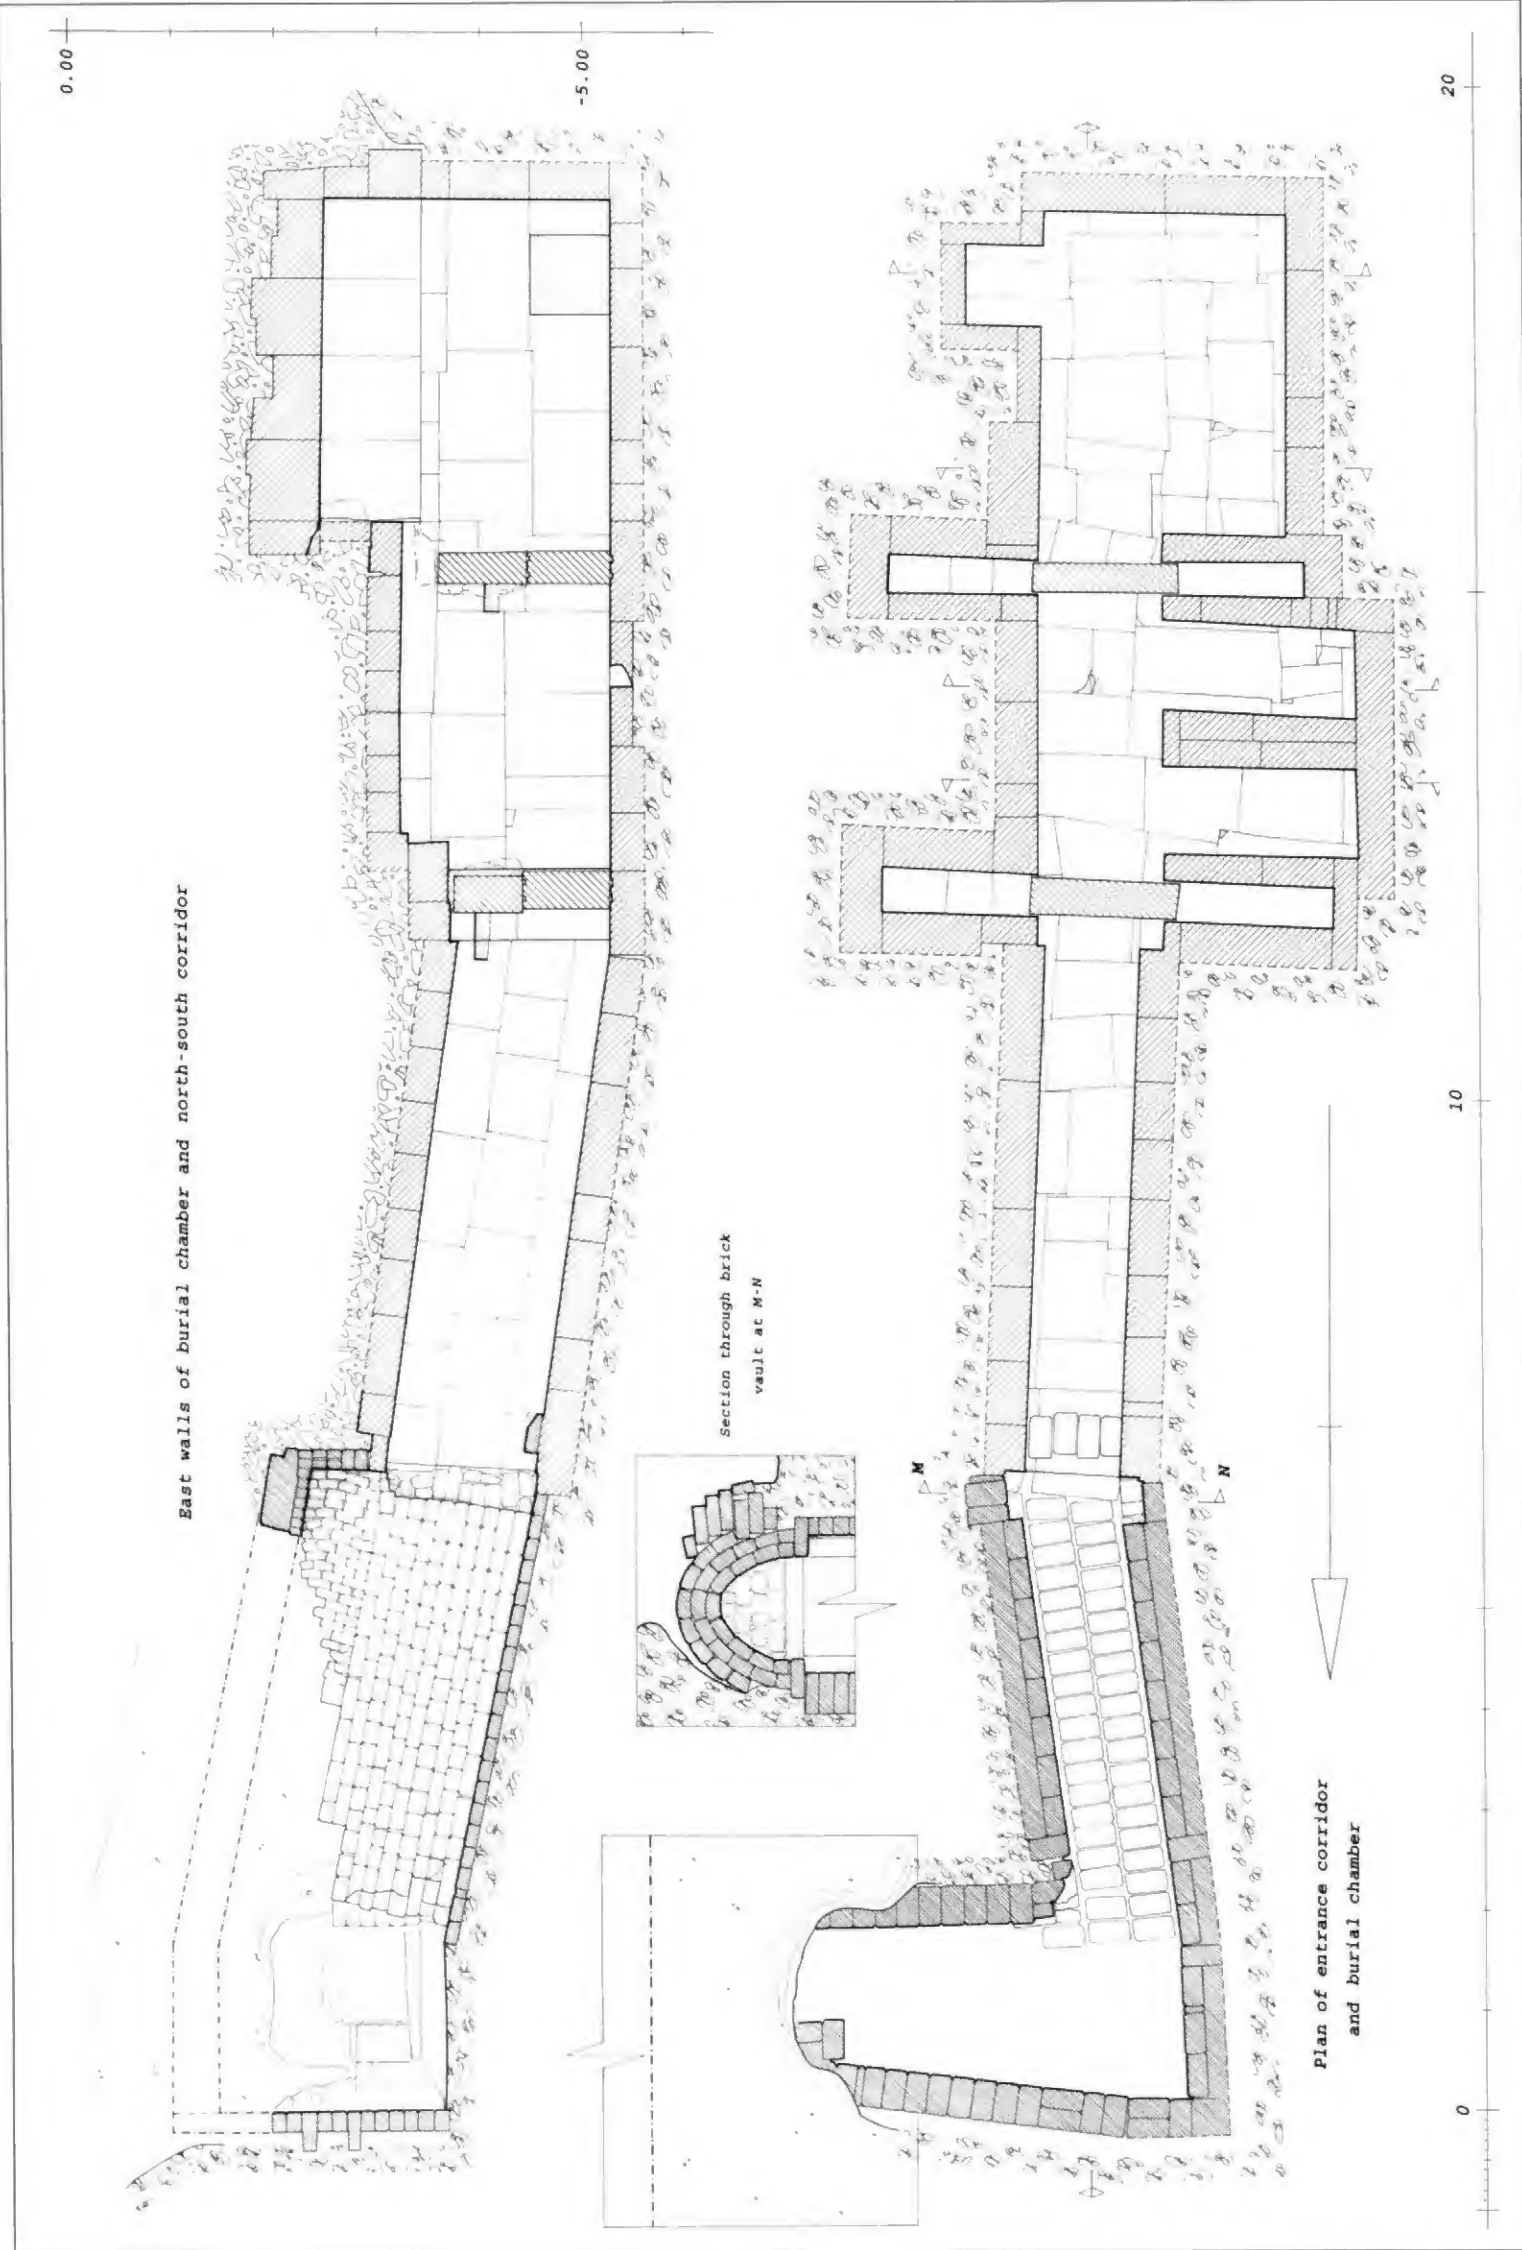 0.00
-5.00
East walls of burial chamber and north-south corridor
Section through brick
vault at M-N
M
N
Plan of entrance corridor
and burial chamber
0
10
20